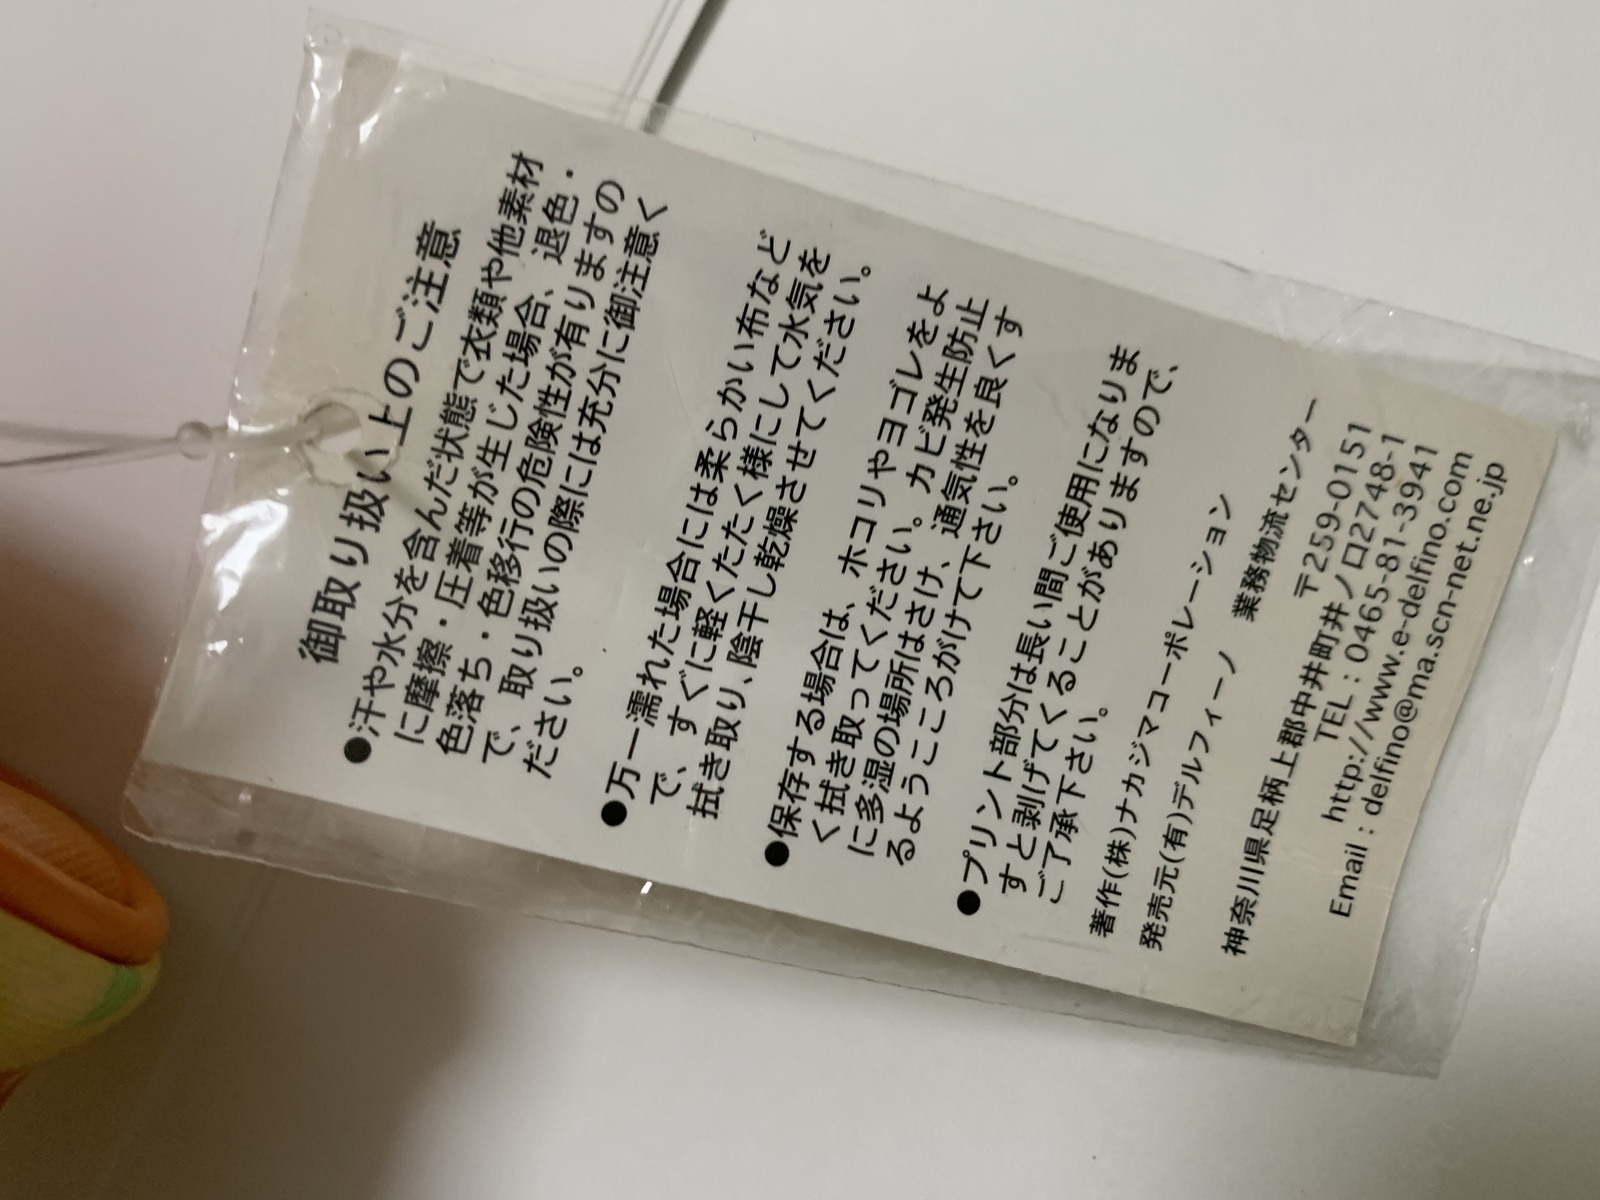 御取り扱い上のご注意
●汗や水分を含んだ状態で衣類や他素材
に摩擦・圧着等が生じた場合、退色・
色落ち・色移行の危険性が有りますの
で、取り扱いの際には充分に御注意く
ださい。
●万一濡れた場合には柔らかい布など
で、すぐに軽くたたく様にして水気を
拭き取り、陰干し乾燥させてください。
●保存する場合は、ホコリやヨゴレをよ
く拭き取ってください。カビ発生防止
に多湿の場所はさけ、通気性を良くす
るようこころがけて下さい。
●プリント部分は長い間ご使用になりま
すと剥げてくることがありますので、
ご了承下さい。
著作(株)ナカジマコーポレーション
発売元(有)デルフィーノ 業務物流センター
〒259-0151
神奈川県足柄上郡中井町井ノ口2748-1
TEL：0465-81-3941
http://www.e-delfino.com
Email：delfino@ma.scn-net.ne.jp